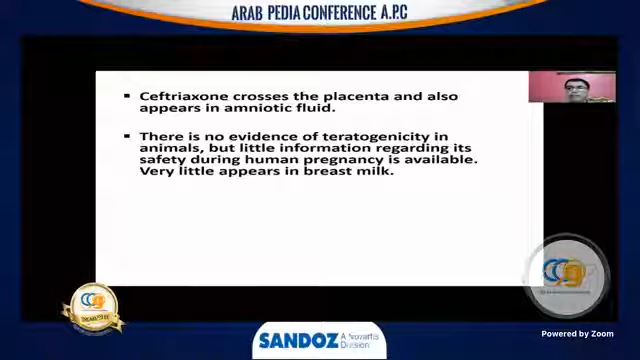 ARAB PEDIA CONFERENCE A.P.C
▪ Ceftriaxone crosses the placenta and also
appears in amniotic fluid.
▪ There is no evidence of teratogenicity in
animals, but little information regarding its
safety during human pregnancy is available.
Very little appears in breast milk.
SANDOZ A Novartis
Division
Powered by Zoom